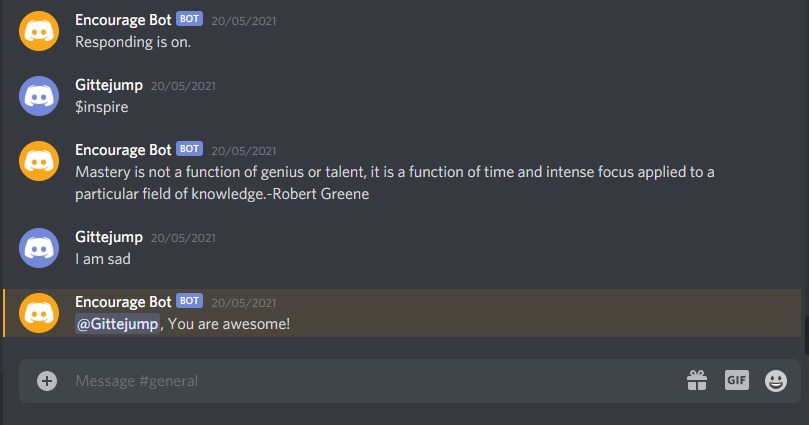 Encourage Bot BOT 20/05/2021
Responding is on.
Gittejump 20/05/2021
$inspire
Encourage Bot BOT 20/05/2021
Mastery is not a function of genius or talent, it is a function of time and intense focus applied to a
particular field of knowledge.-Robert Greene
Gittejump 20/05/2021
I am sad
Encourage Bot BOT 20/05/2021
@Gittejump, You are awesome!
Message #general GIF